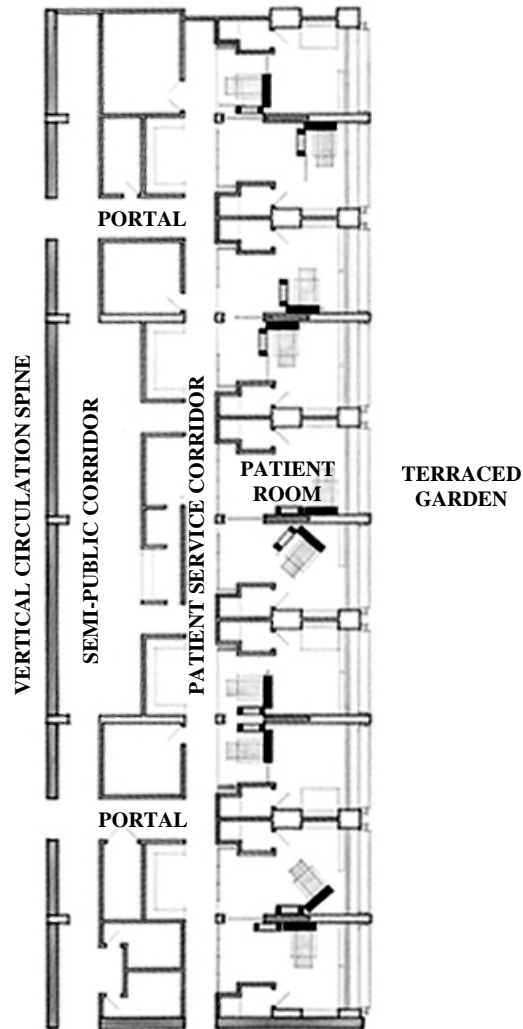 PORTAL
VERTICAL CIRCULATION SPINE
SEMI-PUBLIC CORRIDOR
PATIENT SERVICE CORRIDOR
PATIENT
ROOM
TERRACED
GARDEN
PORTAL